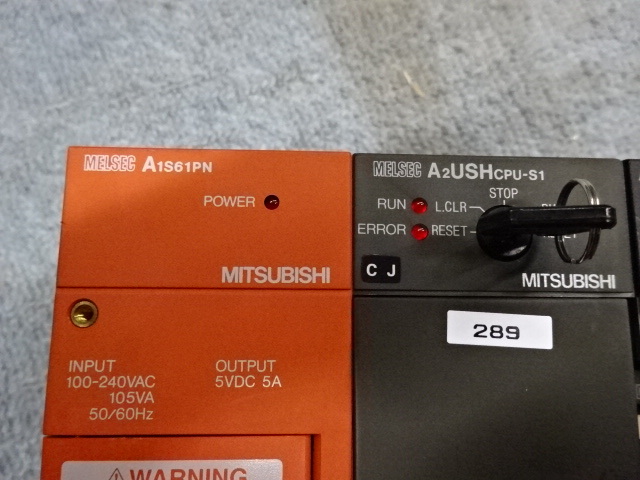 MELSEC A1S61PN
POWER
MITSUBISHI
INPUT
100-240VAC
105VA
50/60Hz
OUTPUT
5VDC 5A
⚠WARNING
MELSEC A2USHCPU-S1
STOP
RUN
L.CLR
ERROR
RESET
C J
MITSUBISHI
289